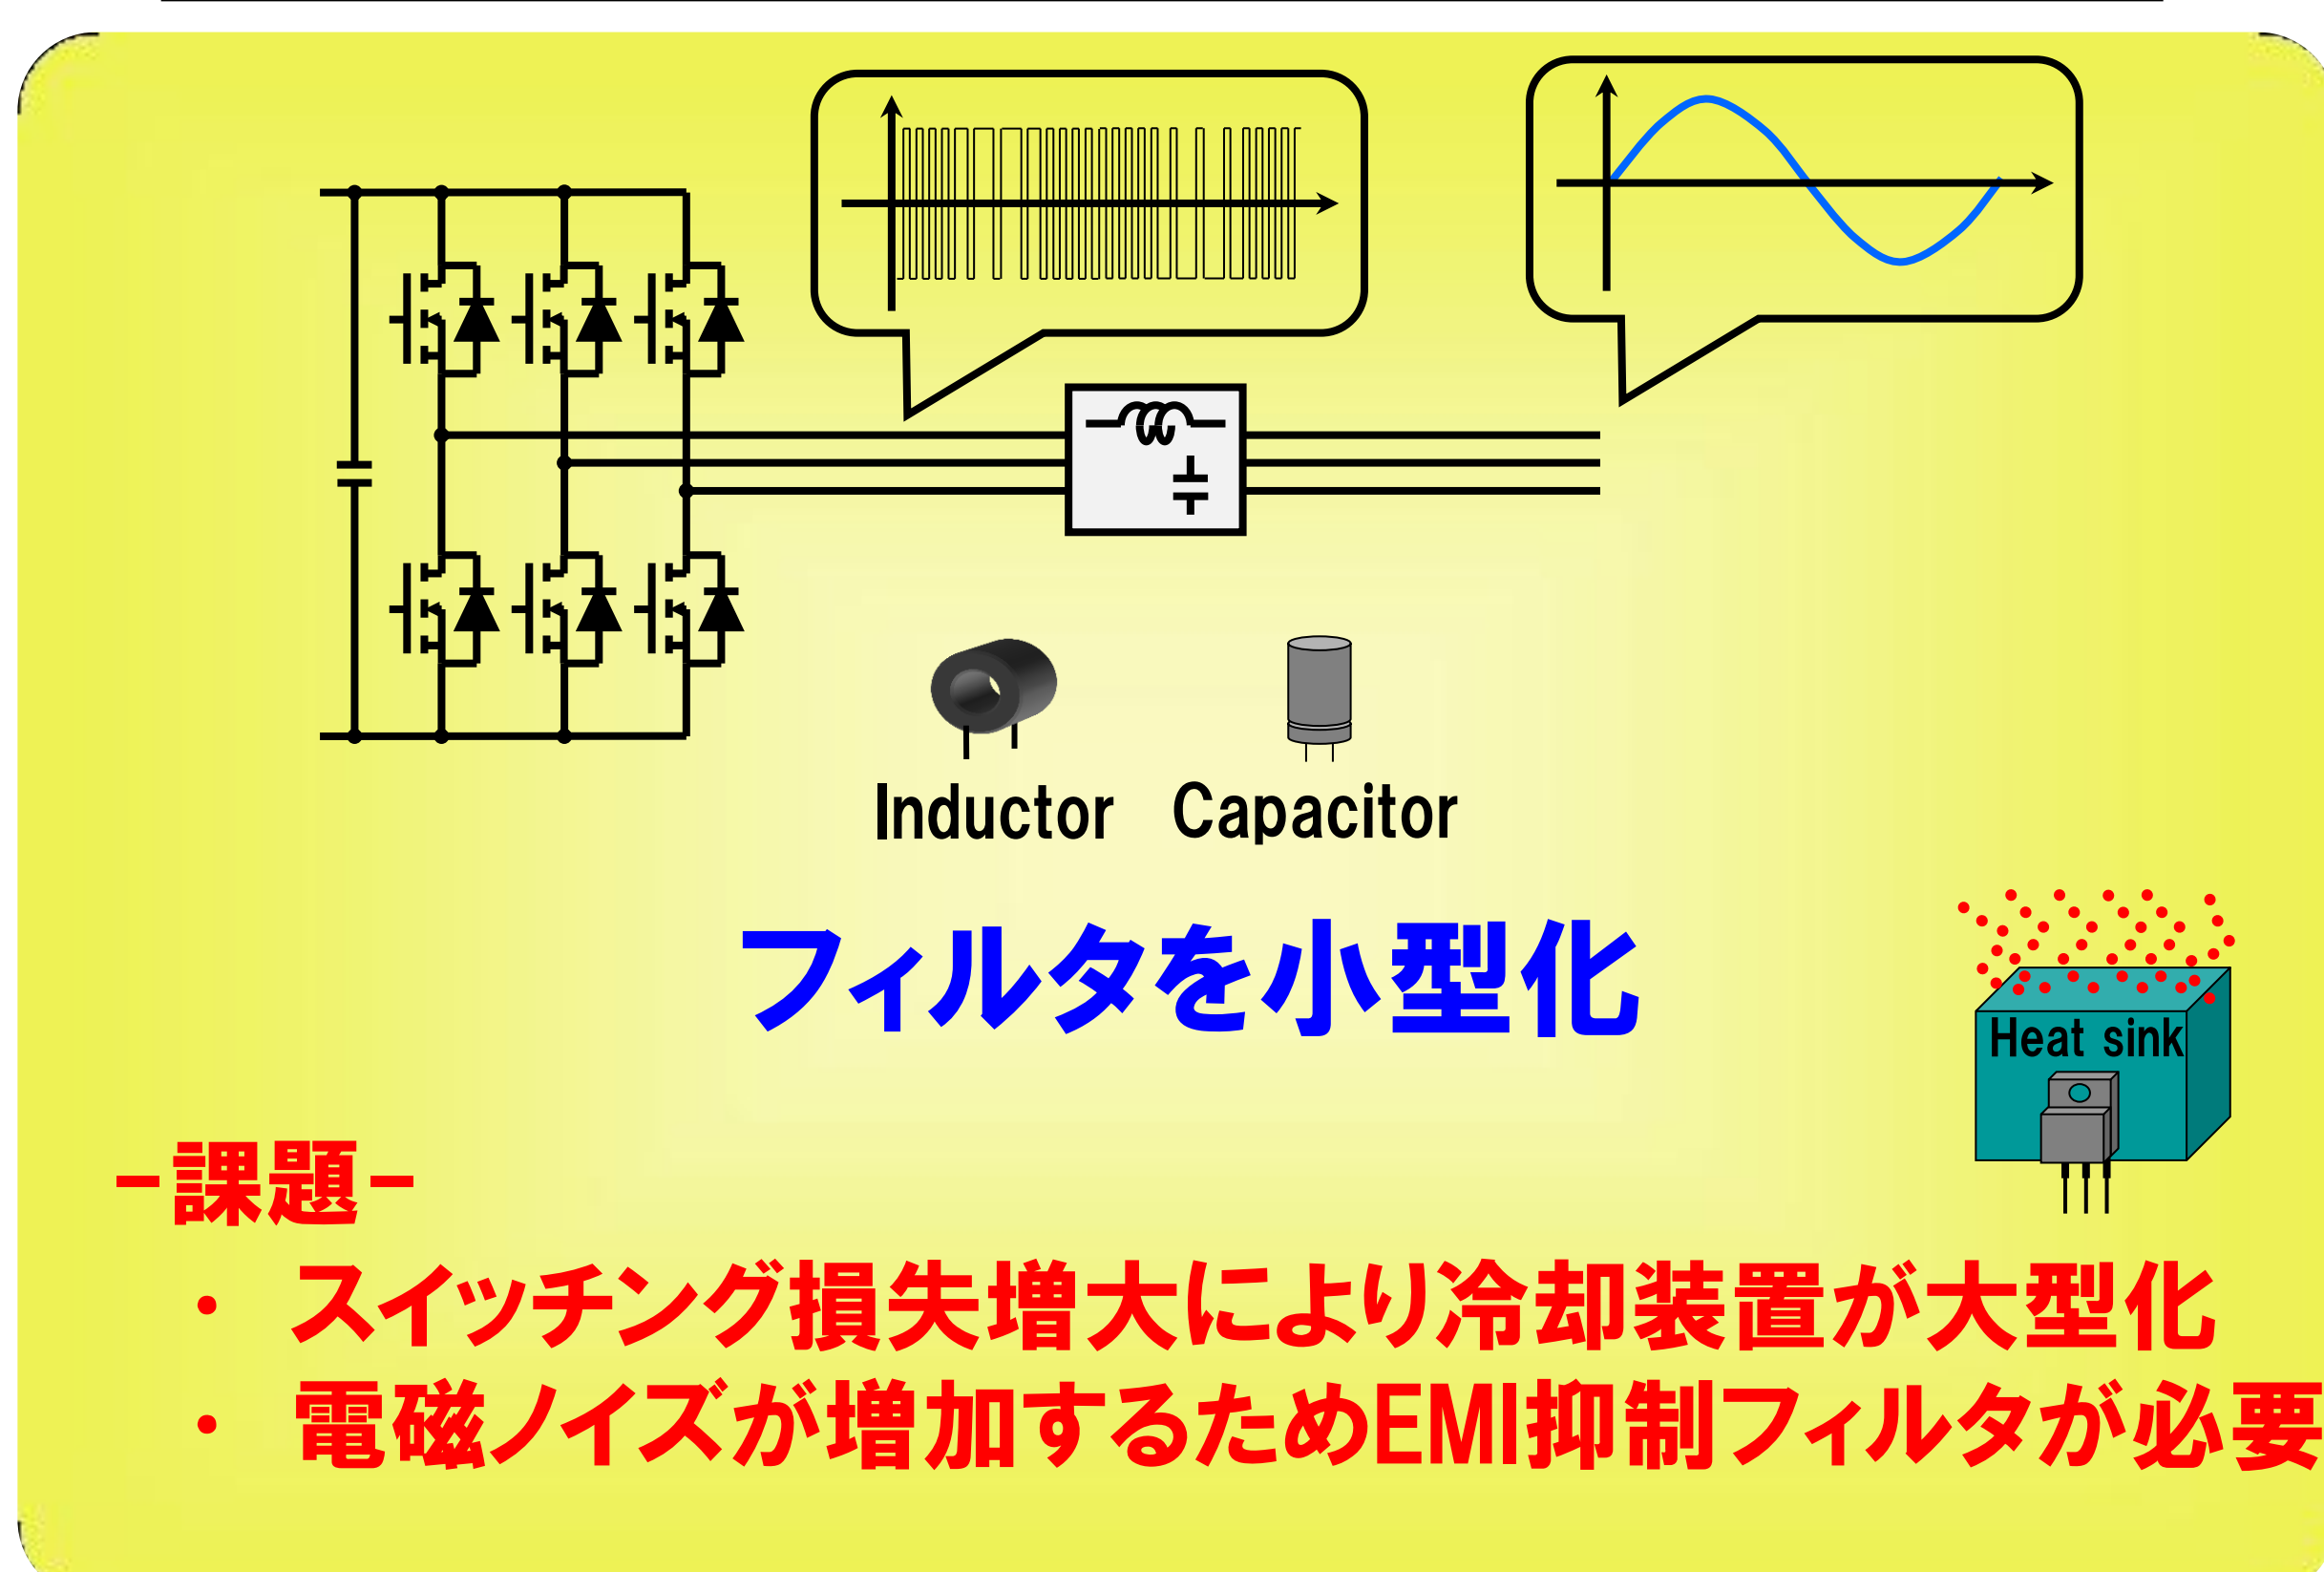 Inductor Capacitor
フィルタを小型化
Heat sink
－課題－
・ スイッチング損失増大により冷却装置が大型化
・ 電磁ノイズが増加するためEMI抑制フィルタが必要